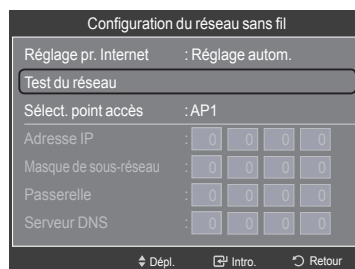 Configuration du réseau sans fil
Réglage pr. Internet : Réglage autom.
Test du réseau
Sélect. point accès : AP1
Adresse IP : 0 0 0 0
Masque de sous-réseau : 0 0 0 0
Passerelle : 0 0 0 0
Serveur DNS : 0 0 0 0
Dépl. Intro. Retour